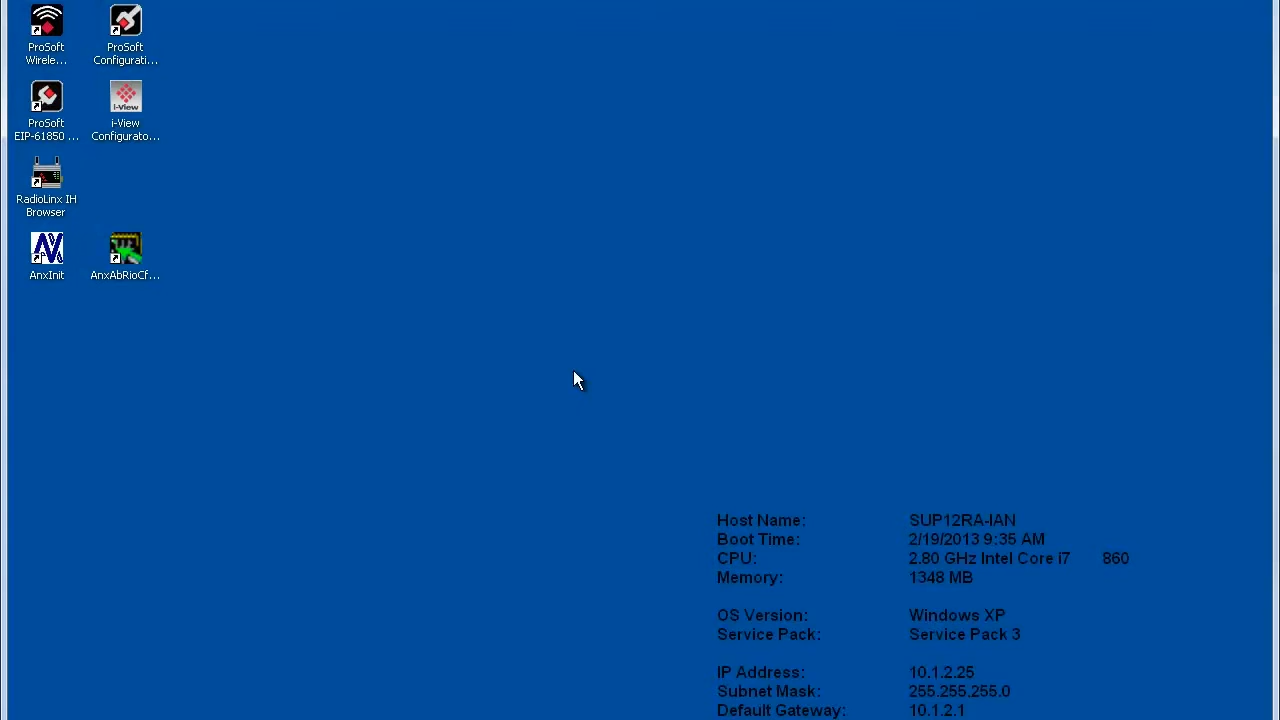 ProSoft
Wirele...
ProSoft
Configurati...
ProSoft
EIP-61850 ...
i-View
i-View
Configurato...
RadioLinx IH
Browser
AnxInit
AnxAbRioCf...
Host Name: SUP12RA-IAN
Boot Time: 2/19/2013 9:35 AM
CPU: 2.80 GHz Intel Core i7 860
Memory: 1348 MB
OS Version: Windows XP
Service Pack: Service Pack 3
IP Address: 10.1.2.25
Subnet Mask: 255.255.255.0
Default Gateway: 10.1.2.1